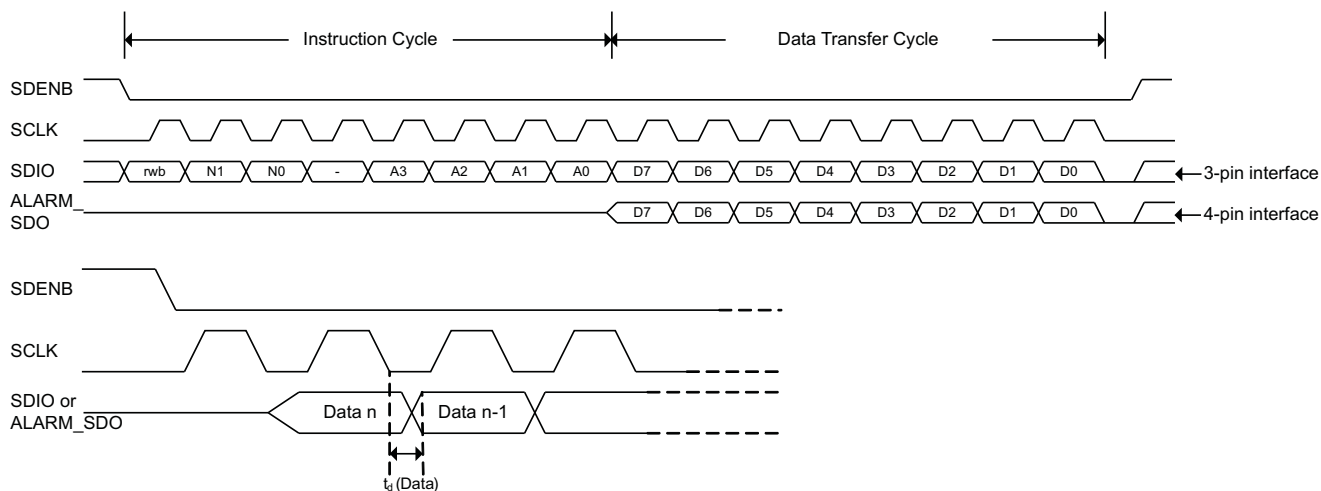 Instruction Cycle Data Transfer Cycle
SDENB
SCLK
SDIO rwb N1 N0 - A3 A2 A1 A0 D7 D6 D5 D4 D3 D2 D1 D0 3-pin interface
ALARM_
SDO D7 D6 D5 D4 D3 D2 D1 D0 4-pin interface
SDENB
SCLK
SDIO or
ALARM_SDO Data n Data n-1
td (Data)